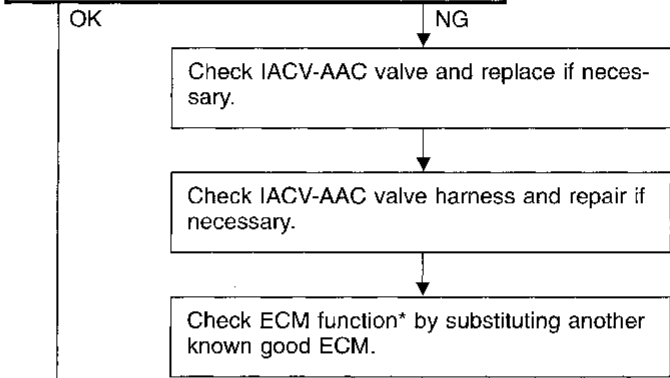 OK
NG
Check IACV-AAC valve and replace if neces-
sary.
Check IACV-AAC valve harness and repair if
necessary.
Check ECM function* by substituting another
known good ECM.